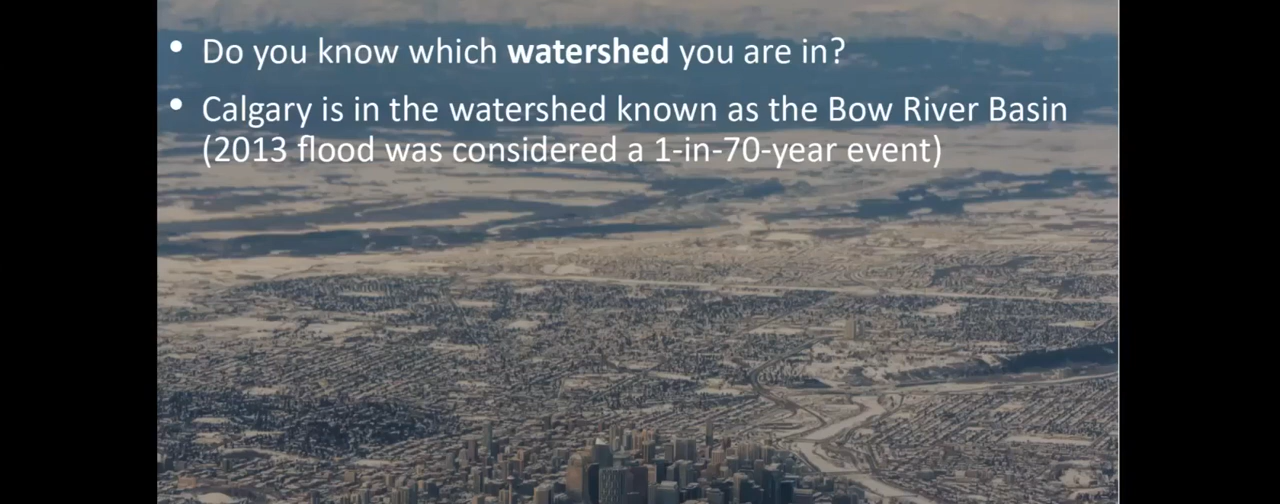 • Do you know which watershed you are in?
• Calgary is in the watershed known as the Bow River Basin
(2013 flood was considered a 1-in-70-year event)